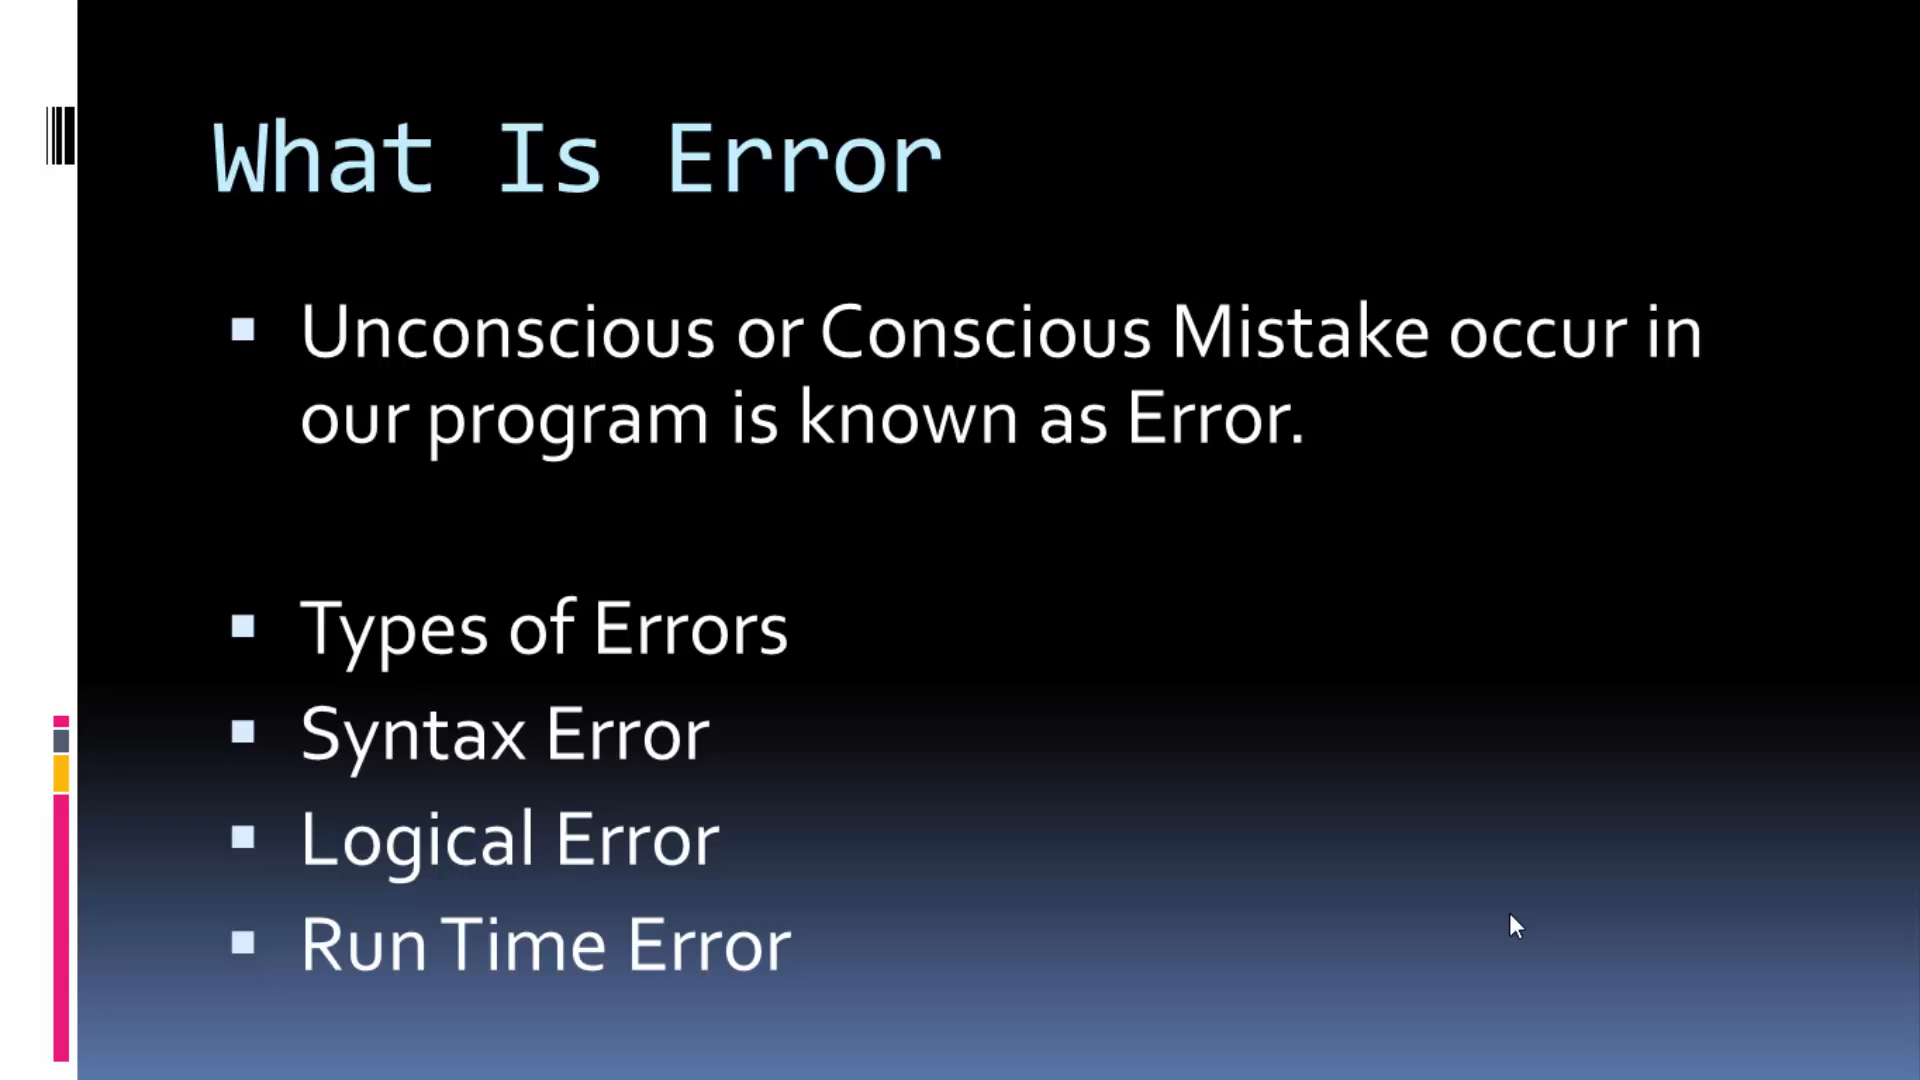 What Is Error
Unconscious or Conscious Mistake occur in
our program is known as Error.
Types of Errors
Syntax Error
Logical Error
Run Time Error